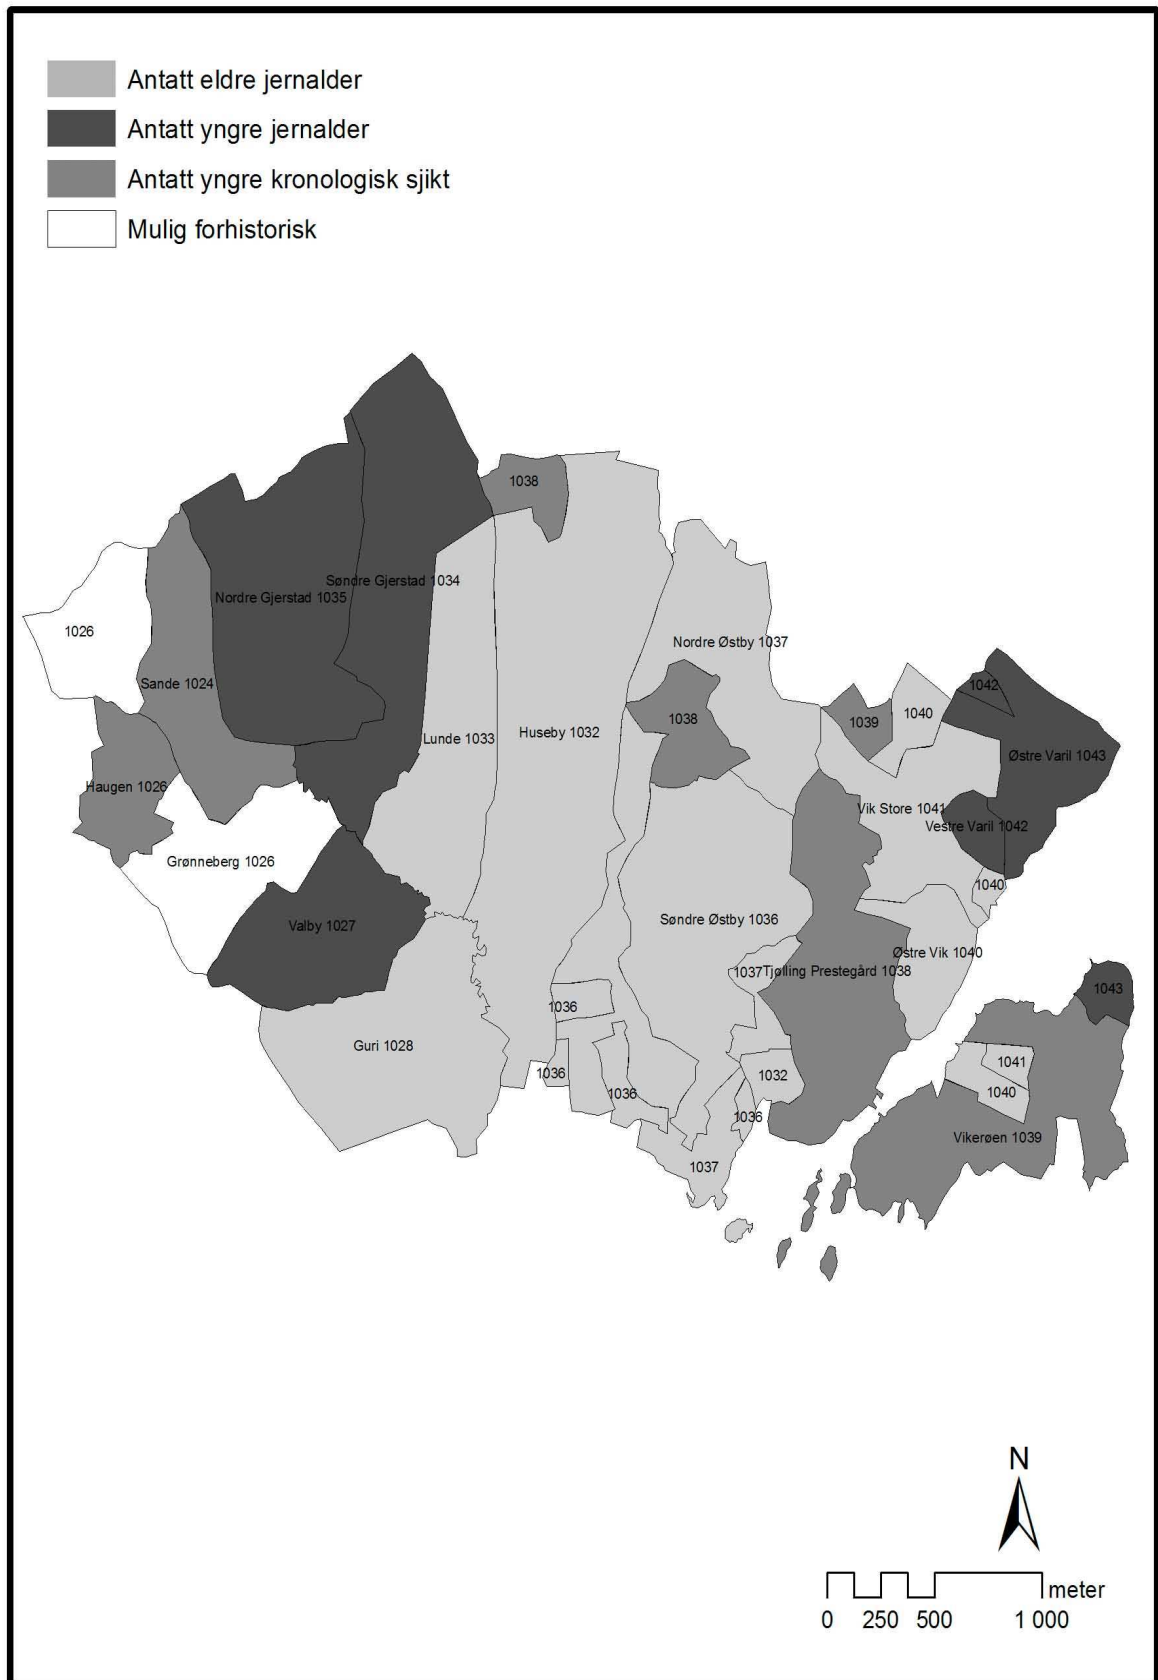 Antatt eldre jernalder
Antatt yngre jernalder
Antatt yngre kronologisk sjikt
Mulig forhistorisk
1038
Søndre Gjerstad 1034
Nordre Gjerstad 1035
1026
Nordre Østby 1037
Sande 1024
1042
1038
1039
1040
Huseby 1032
Lunde 1033
Østre Varil 1043
Haugen 1026
Vik Store 1041
Vestre Varil 1042
Grønneberg 1026
1040
Søndre Østby 1036
Valby 1027
Østre Vik 1040
1037
Tjølling Prestegård 1038
1043
1036
Guri 1028
1041
1036
1032
1040
1036
1036
Vikerøen 1039
1037
N
meter
0 250 500 1 000